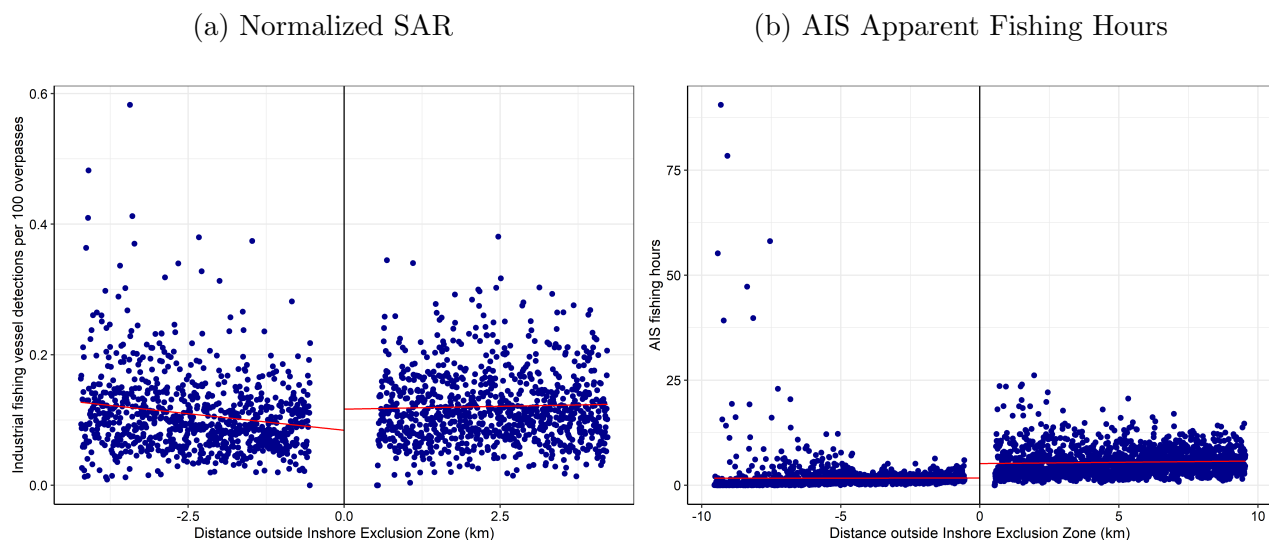 (a) Normalized SAR
Industrial fishing vessel detections per 100 overpasses
0.6
0.4
0.2
0.0
-2.5
0.0
2.5
Distance outside Inshore Exclusion Zone (km)
(b) AIS Apparent Fishing Hours
AIS fishing hours
75
50
25
0
-10
-5
0
5
10
Distance outside Inshore Exclusion Zone (km)